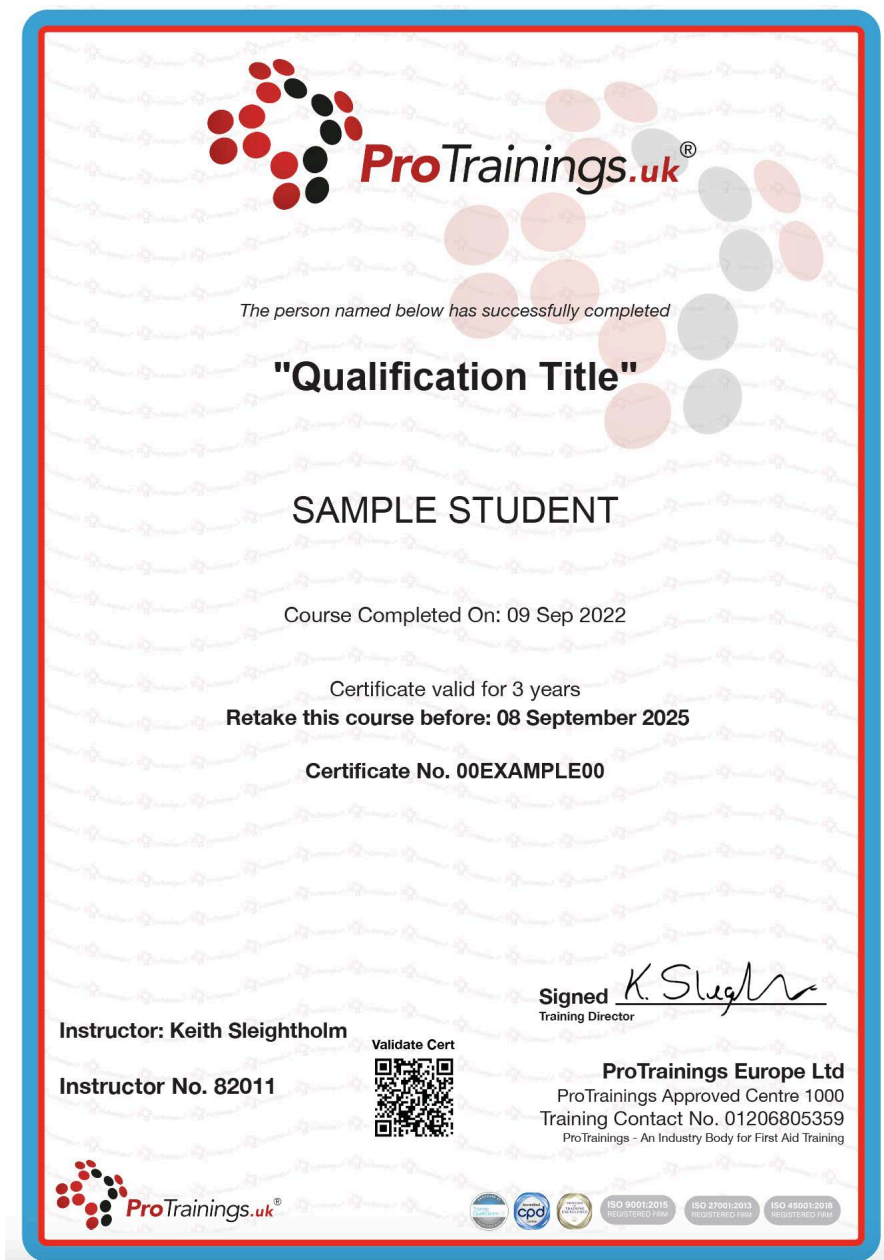 ProTrainings.uk®
The person named below has successfully completed
"Qualification Title"
SAMPLE STUDENT
Course Completed On: 09 Sep 2022
Certificate valid for 3 years
Retake this course before: 08 September 2025
Certificate No. 00EXAMPLE00
Signed K. Sleigh
Training Director
Instructor: Keith Sleightholm
Instructor No. 82011
Validate Cert
ProTrainings Europe Ltd
ProTrainings Approved Centre 1000
Training Contact No. 01206805359
ProTrainings - An Industry Body for First Aid Training
ProTrainings.uk®
cpd
ISO 9001:2015
REGISTERED FIRM
ISO 27001:2013
REGISTERED FIRM
ISO 45001:2018
REGISTERED FIRM